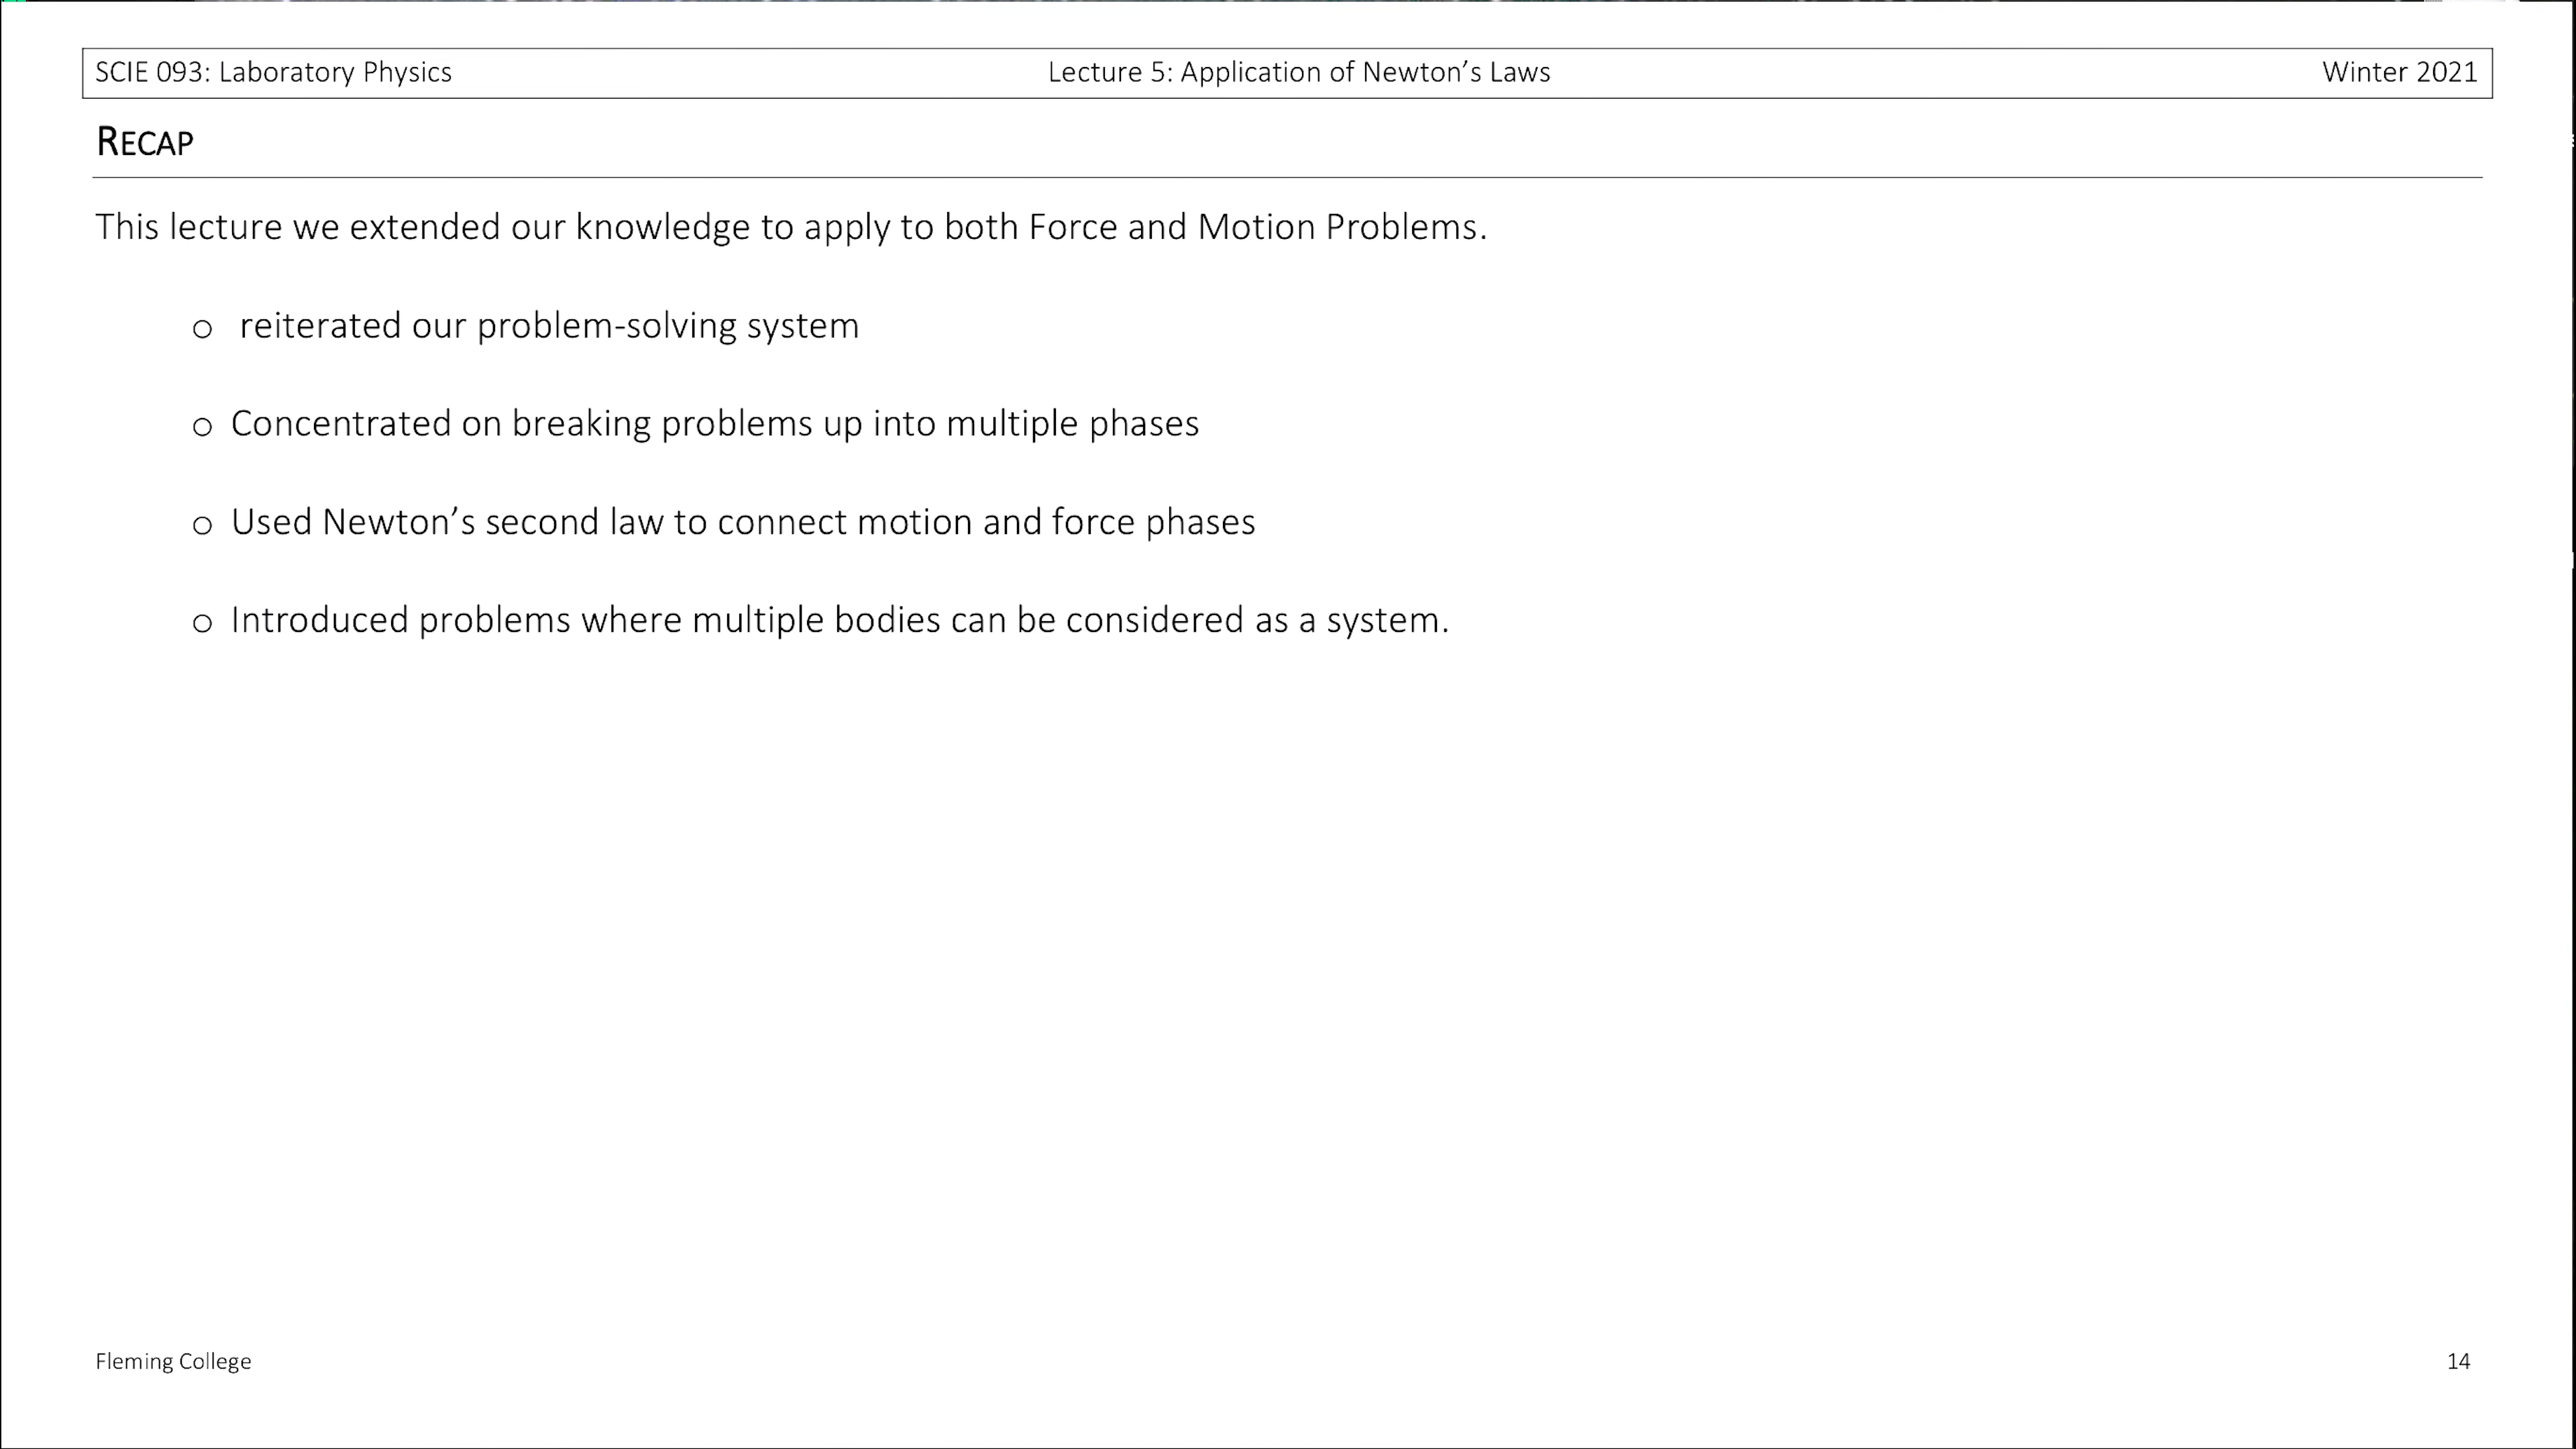 SCIE 093: Laboratory Physics Lecture 5: Application of Newton’s Laws Winter 2021
RECAP
This lecture we extended our knowledge to apply to both Force and Motion Problems.
o reiterated our problem-solving system
o Concentrated on breaking problems up into multiple phases
o Used Newton’s second law to connect motion and force phases
o Introduced problems where multiple bodies can be considered as a system.
Fleming College 14